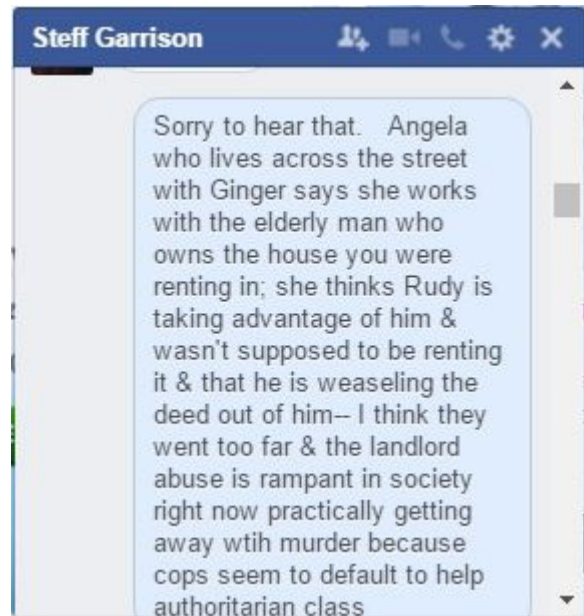 Steff Garrison
Sorry to hear that. Angela
who lives across the street
with Ginger says she works
with the elderly man who
owns the house you were
renting in; she thinks Rudy is
taking advantage of him &
wasn't supposed to be renting
it & that he is weaseling the
deed out of him-- I think they
went too far & the landlord
abuse is rampant in society
right now practically getting
away wtih murder because
cops seem to default to help
authoritarian class